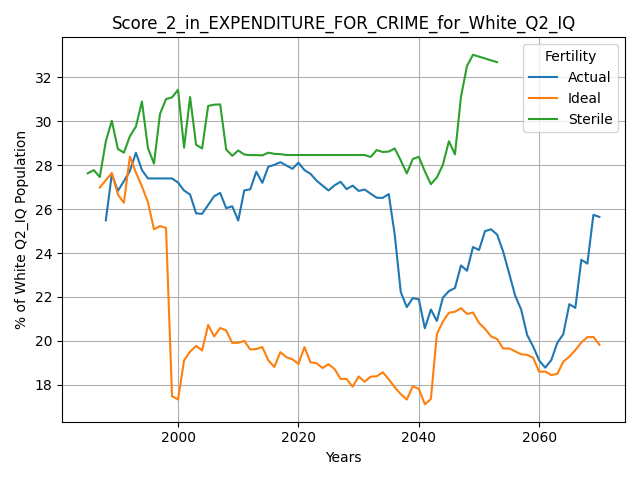 Score_2_in_EXPENDITURE_FOR_CRIME_for_White_Q2_IQ
% of White Q2_IQ Population
32
30
28
26
24
22
20
18
2000
2020
2040
2060
Years
Fertility
Actual
Ideal
Sterile